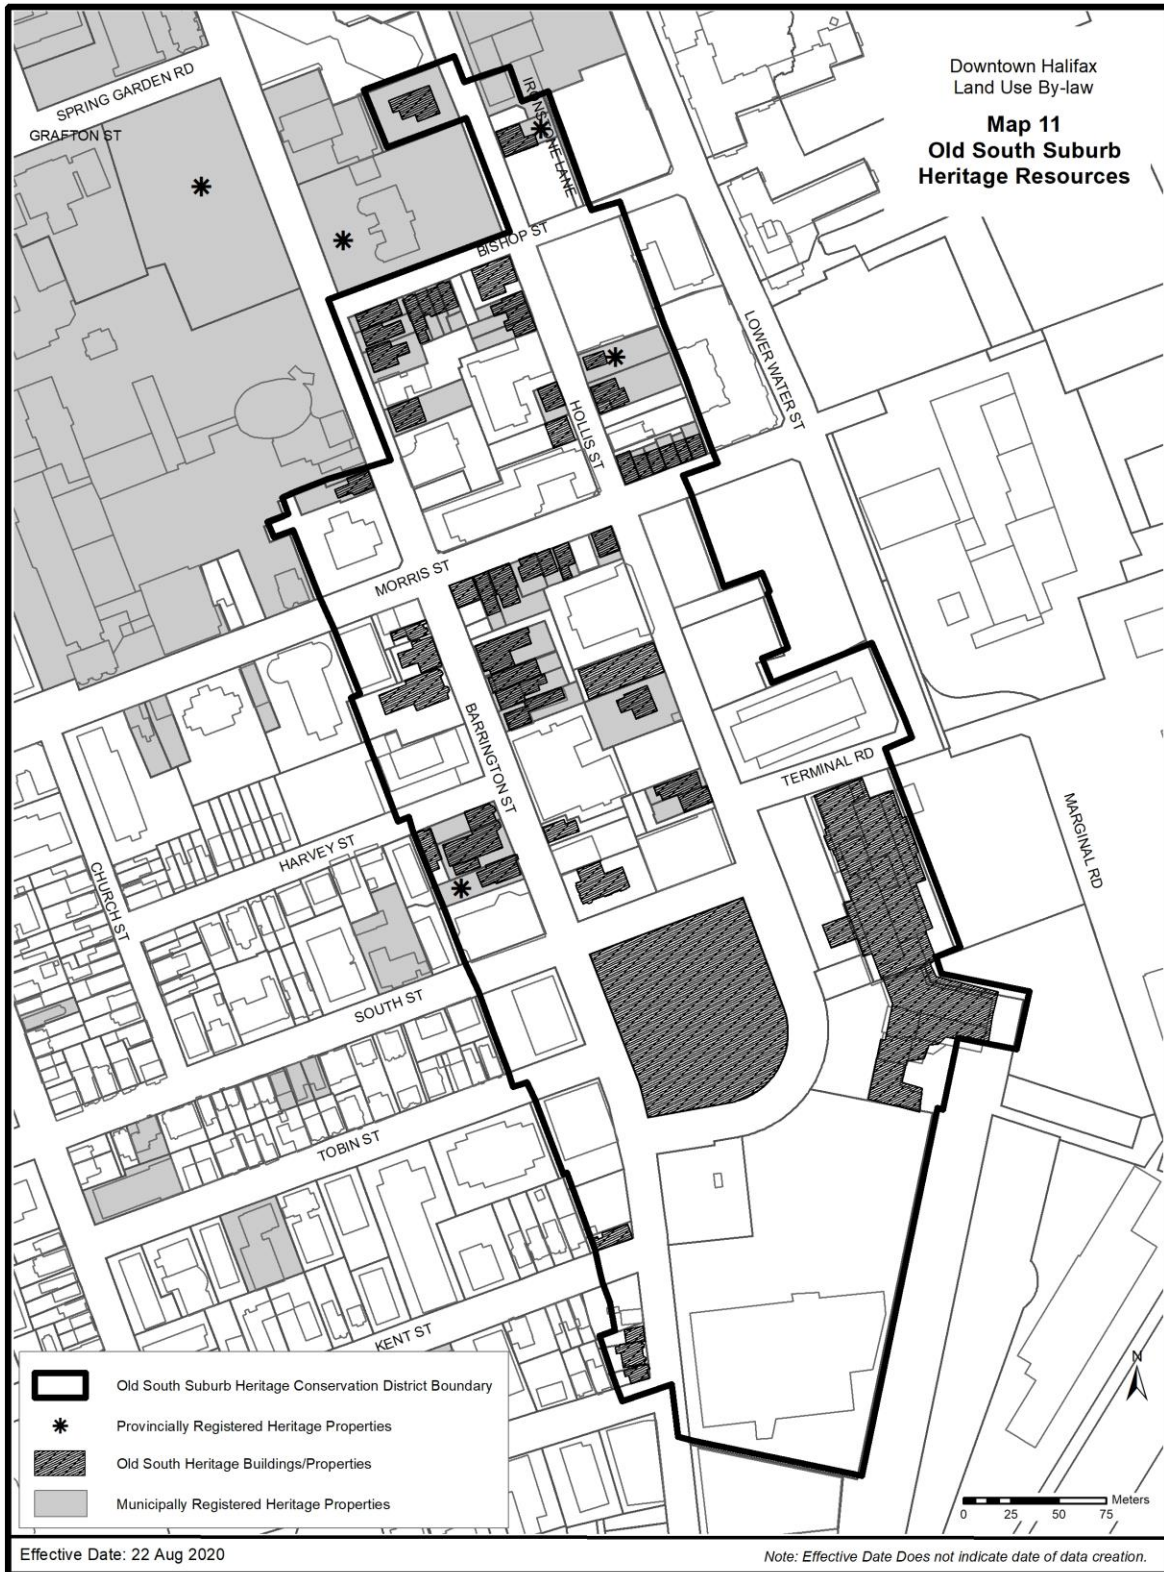 Downtown Halifax
Land Use By-law
Map 11
Old South Suburb
Heritage Resources
SPRING GARDEN RD
GRAFTON ST
IRONSTONE LANE
BISHOP ST
LOWER WATER ST
HOLLIS ST
MORRIS ST
BARRINGTON ST
TERMINAL RD
MARGINAL RD
HARVEY ST
CHURCH ST
SOUTH ST
TOBIN ST
KENT ST
Old South Suburb Heritage Conservation District Boundary
Provincially Registered Heritage Properties
Old South Heritage Buildings/Properties
Municipally Registered Heritage Properties
N
Meters
0 25 50 75
Effective Date: 22 Aug 2020
Note: Effective Date Does not indicate date of data creation.